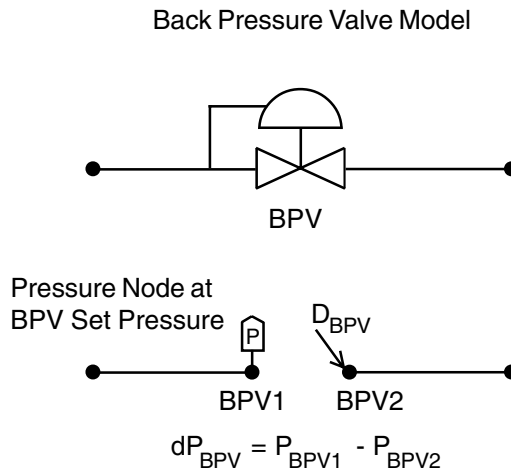 Back Pressure Valve Model
BPV
Pressure Node at
BPV Set Pressure
P
D_BPV
BPV1
BPV2
dP_BPV = P_BPV1 - P_BPV2